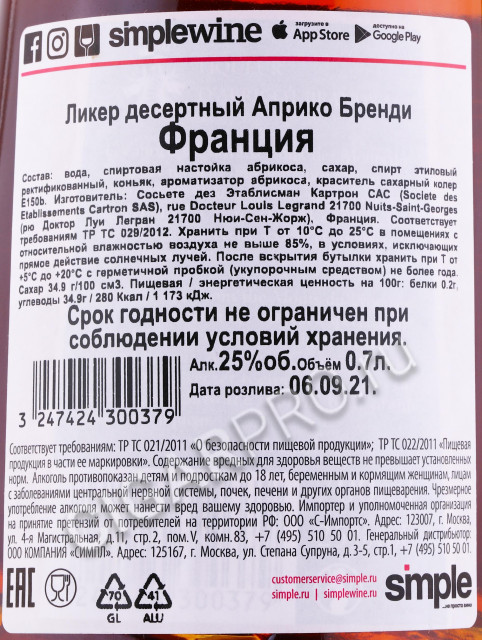 simplewine
загрузите в
App Store
доступно на
Google Play
Ликер десертный Априко Бренди
Франция
Состав: вода, спиртовая настойка абрикоса, сахар, спирт этиловый
ректификованный, коньяк, ароматизатор абрикоса, краситель сахарный колер
E150b. Изготовитель: Сосьете дез Этаблисман Картрон САС (Societe des
Etablissements Cartron SAS), rue Docteur Louis Legrand 21700 Nuits-Saint-Georges
(рю Доктор Луи Легран 21700 Нюи-Сен-Жорж), Франция. Соответствует
требованиям ТР ТС 029/2012. Хранить при Т от 10°С до 25°С в помещениях с
относительной влажностью воздуха не выше 85%, в условиях, исключающих
прямое действие солнечных лучей. После вскрытия бутылки хранить при Т от
+5°С до +20°С с герметичной пробкой (укупорочным средством) не более года.
Сахар 34.9 г/100 см3. Пищевая / энергетическая ценность на 100г: белки 0.2г,
углеводы 34.9г / 280 Ккал / 1 173 кДж.
Срок годности не ограничен при
соблюдении условий хранения.
Алк.25%об.Объём 0.7л.
Дата розлива: 06.09.21.
3 247424 300379
Соответствует требованиям: ТР ТС 021/2011 «О безопасности пищевой продукции»; ТР ТС 022/2011 «Пищевая
продукция в части ее маркировки». Содержание вредных для здоровья веществ не превышает установленных
норм. Алкоголь противопоказан детям и подросткам до 18 лет, беременным и кормящим женщинам, лицам
с заболеваниями центральной нервной системы, почек, печени и других органов пищеварения. Чрезмерное
употребление алкоголя может нанести вред вашему здоровью. Импортер и уполномоченная организация
на принятие претензий от потребителей на территории РФ: ООО «С-Импортс». Адрес: 123007, г. Москва,
ул. 4-я Магистральная, д.11, стр. 2, пом.V, комн.83, +7 (495) 510 50 01. Генеральный дистрибьютор:
ООО КОМПАНИЯ «СИМПЛ». Адрес: 125167, г. Москва, ул. Степана Супруна, д. 3-5, стр.1, +7 (495) 510 50 01.
EAC
70
GL
41
ALU
customerservice@simple.ru
simple.ru | simplewine.ru
simple
...не просто вино
CIGARPRO.RU